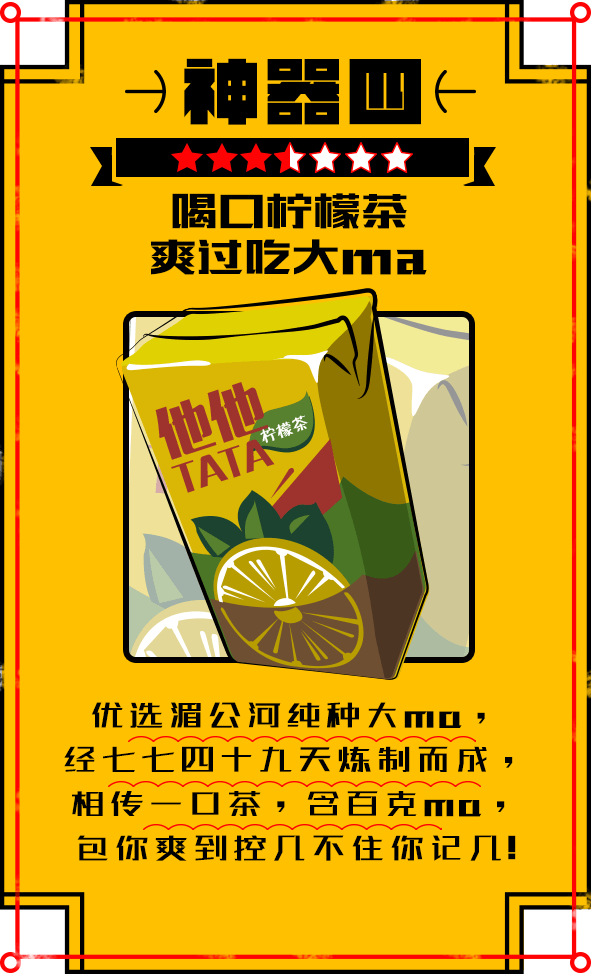 神器四
喝口柠檬茶
爽过吃大ma
他他
TATA
柠檬茶
优选湄公河纯种大ma，
经七七四十九天炼制而成，
相传一口茶，含百克ma，
包你爽到控几不住你记几!